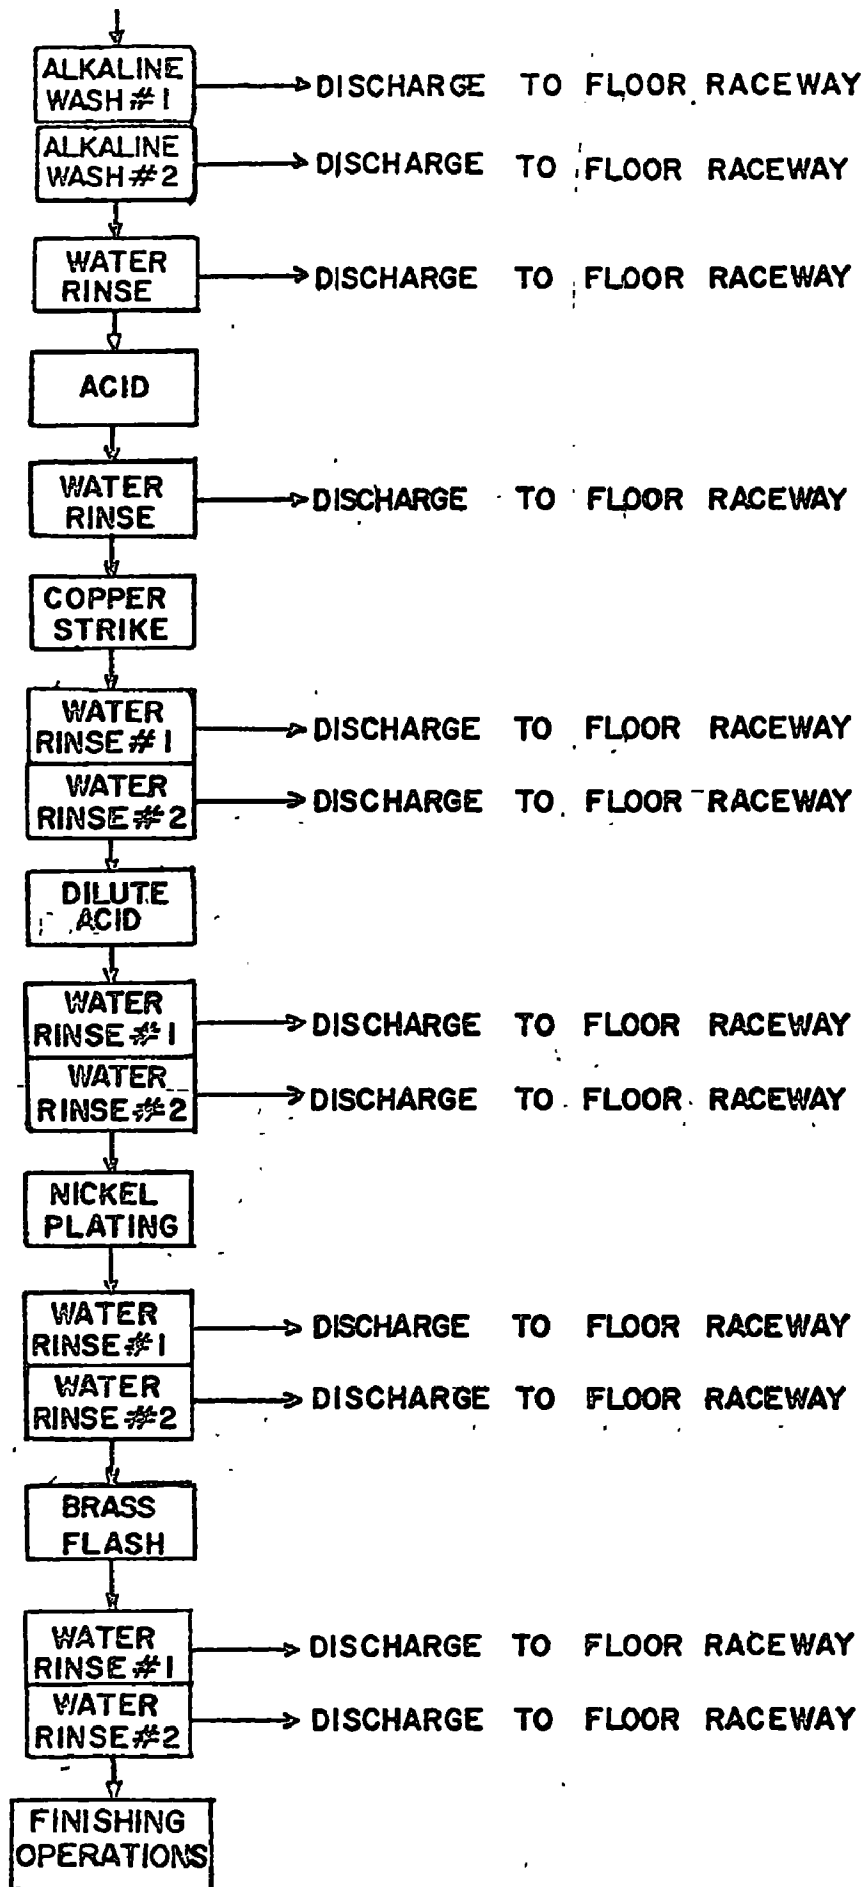 ALKALINE
WASH #1
DISCHARGE TO FLOOR RACEWAY
ALKALINE
WASH #2
DISCHARGE TO FLOOR RACEWAY
WATER
RINSE
DISCHARGE TO FLOOR RACEWAY
ACID
WATER
RINSE
DISCHARGE TO FLOOR RACEWAY
COPPER
STRIKE
WATER
RINSE #1
DISCHARGE TO FLOOR RACEWAY
WATER
RINSE #2
DISCHARGE TO FLOOR RACEWAY
DILUTE
ACID
WATER
RINSE #1
DISCHARGE TO FLOOR RACEWAY
WATER
RINSE #2
DISCHARGE TO FLOOR RACEWAY
NICKEL
PLATING
WATER
RINSE #1
DISCHARGE TO FLOOR RACEWAY
WATER
RINSE #2
DISCHARGE TO FLOOR RACEWAY
BRASS
FLASH
WATER
RINSE #1
DISCHARGE TO FLOOR RACEWAY
WATER
RINSE #2
DISCHARGE TO FLOOR RACEWAY
FINISHING
OPERATIONS